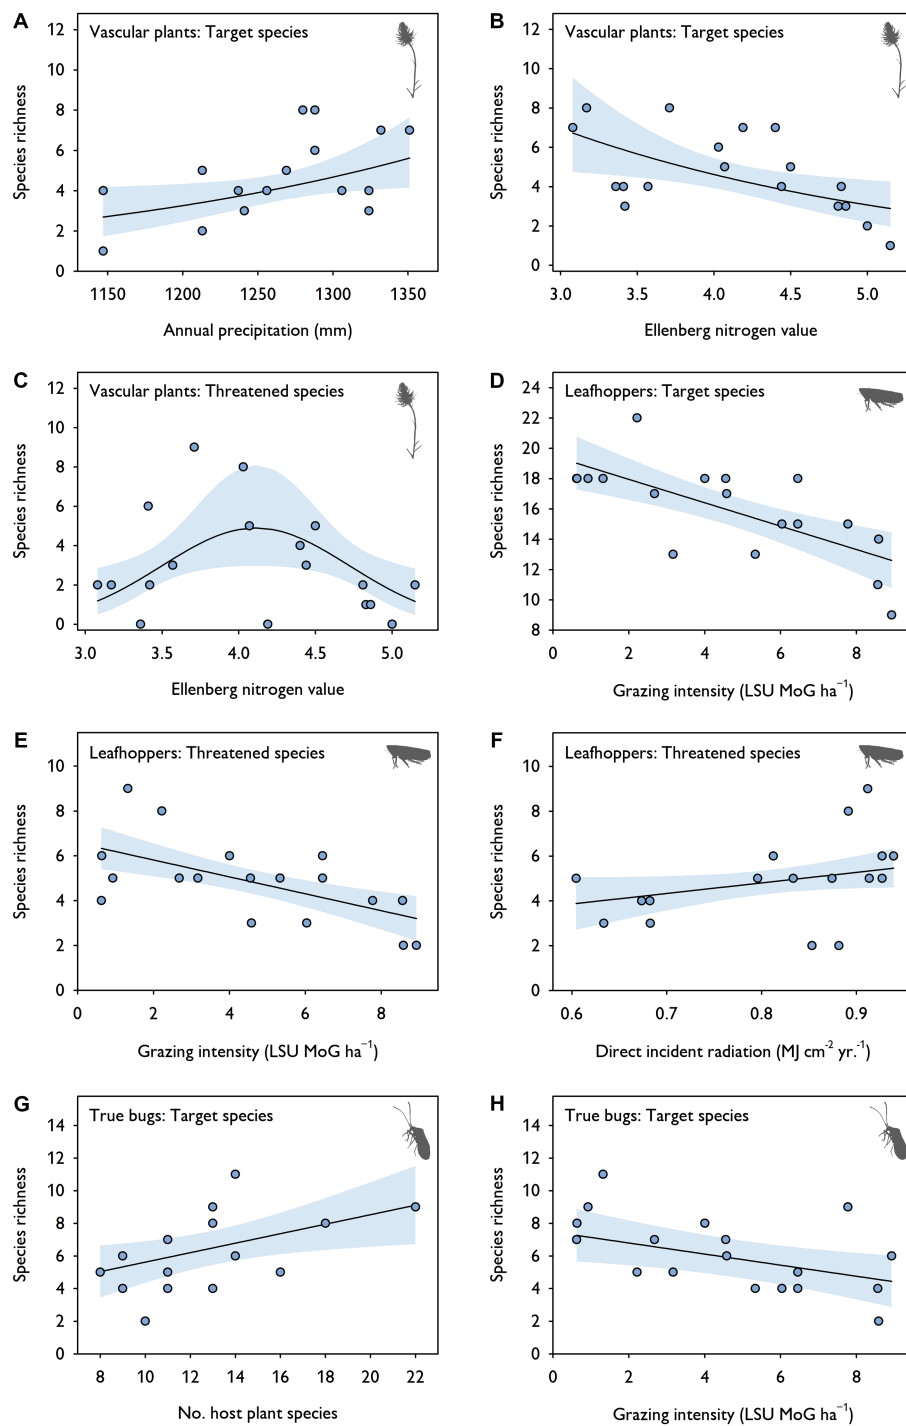 A
Vascular plants: Target species
Species richness
12
10
8
6
4
2
0
1150 1200 1250 1300 1350
Annual precipitation (mm)
B
Vascular plants: Target species
Species richness
12
10
8
6
4
2
0
3.0 3.5 4.0 4.5 5.0
Ellenberg nitrogen value
C
Vascular plants: Threatened species
Species richness
12
10
8
6
4
2
0
3.0 3.5 4.0 4.5 5.0
Ellenberg nitrogen value
D
Leafhoppers: Target species
Species richness
24
22
20
18
16
14
12
10
8
0 2 4 6 8
Grazing intensity (LSU MoG ha⁻¹)
E
Leafhoppers: Threatened species
Species richness
10
8
6
4
2
0
0 2 4 6 8
Grazing intensity (LSU MoG ha⁻¹)
F
Leafhoppers: Threatened species
Species richness
10
8
6
4
2
0
0.6 0.7 0.8 0.9
Direct incident radiation (MJ cm⁻² yr.⁻¹)
G
True bugs: Target species
Species richness
14
12
10
8
6
4
2
0
8 10 12 14 16 18 20 22
No. host plant species
H
True bugs: Target species
Species richness
14
12
10
8
6
4
2
0
0 2 4 6 8
Grazing intensity (LSU MoG ha⁻¹)